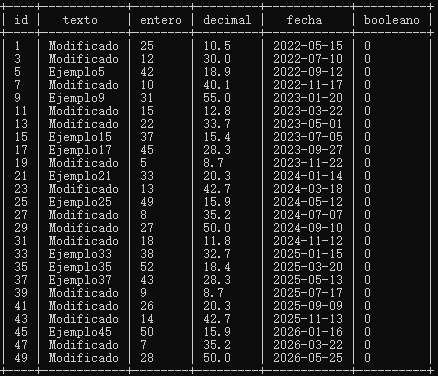 | id | texto | entero | decimal | fecha | booleano |
| 1 | Modificado | 25 | 10.5 | 2022-05-15 | 0 |
| 3 | Modificado | 12 | 30.0 | 2022-07-10 | 0 |
| 5 | Ejemplo5 | 42 | 18.9 | 2022-09-12 | 0 |
| 7 | Modificado | 10 | 40.1 | 2022-11-17 | 0 |
| 9 | Ejemplo9 | 31 | 55.0 | 2023-01-20 | 0 |
| 11 | Modificado | 15 | 12.8 | 2023-03-22 | 0 |
| 13 | Modificado | 22 | 33.7 | 2023-05-01 | 0 |
| 15 | Ejemplo15 | 37 | 15.4 | 2023-07-05 | 0 |
| 17 | Ejemplo17 | 45 | 28.3 | 2023-09-27 | 0 |
| 19 | Modificado | 5 | 8.7 | 2023-11-22 | 0 |
| 21 | Ejemplo21 | 33 | 20.3 | 2024-01-14 | 0 |
| 23 | Modificado | 13 | 42.7 | 2024-03-18 | 0 |
| 25 | Ejemplo25 | 49 | 15.9 | 2024-05-12 | 0 |
| 27 | Modificado | 8 | 35.2 | 2024-07-07 | 0 |
| 29 | Modificado | 27 | 50.0 | 2024-09-10 | 0 |
| 31 | Modificado | 18 | 11.8 | 2024-11-12 | 0 |
| 33 | Ejemplo33 | 38 | 32.7 | 2025-01-15 | 0 |
| 35 | Ejemplo35 | 52 | 18.4 | 2025-03-20 | 0 |
| 37 | Ejemplo37 | 43 | 28.3 | 2025-05-13 | 0 |
| 39 | Modificado | 9 | 8.7 | 2025-07-17 | 0 |
| 41 | Modificado | 26 | 20.3 | 2025-09-09 | 0 |
| 43 | Modificado | 14 | 42.7 | 2025-11-13 | 0 |
| 45 | Ejemplo45 | 50 | 15.9 | 2026-01-16 | 0 |
| 47 | Modificado | 7 | 35.2 | 2026-03-22 | 0 |
| 49 | Modificado | 28 | 50.0 | 2026-05-25 | 0 |